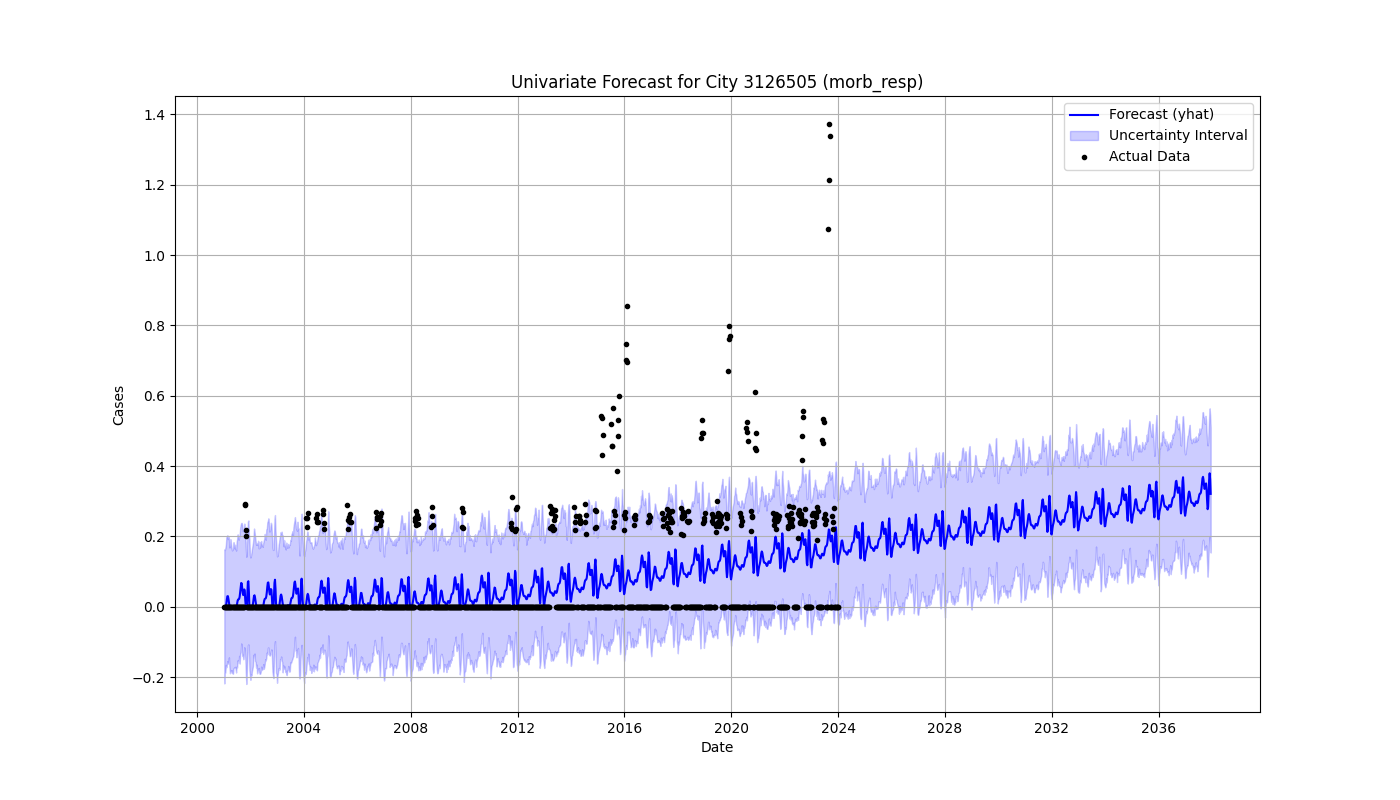 Univariate Forecast for City 3126505 (morb_resp)
Forecast (yhat)
Uncertainty Interval
Actual Data
Cases
1.4
1.2
1.0
0.8
0.6
0.4
0.2
0.0
−0.2
2000 2004 2008 2012 2016 2020 2024 2028 2032 2036
Date